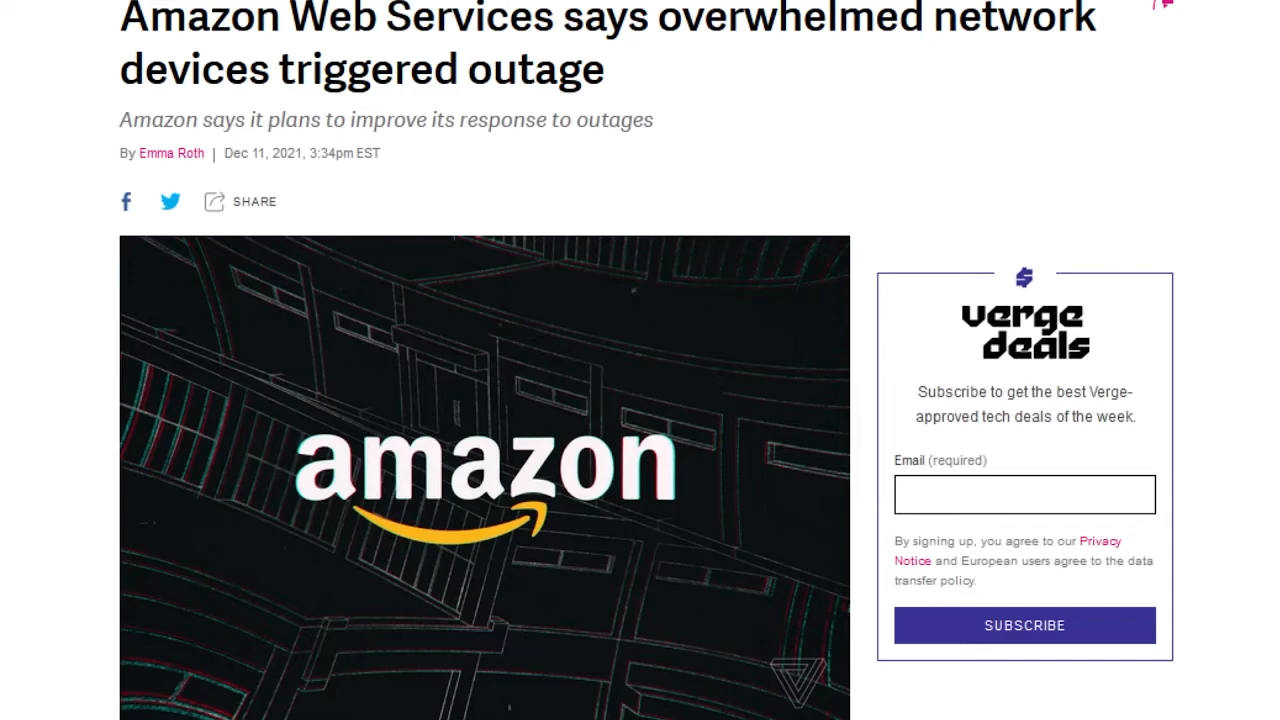 Amazon Web Services says overwhelmed network
devices triggered outage
Amazon says it plans to improve its response to outages
By Emma Roth | Dec 11, 2021, 3:34pm EST
SHARE
amazon
verge
deals
Subscribe to get the best Verge-
approved tech deals of the week.
Email (required)
By signing up, you agree to our Privacy
Notice and European users agree to the data
transfer policy.
SUBSCRIBE